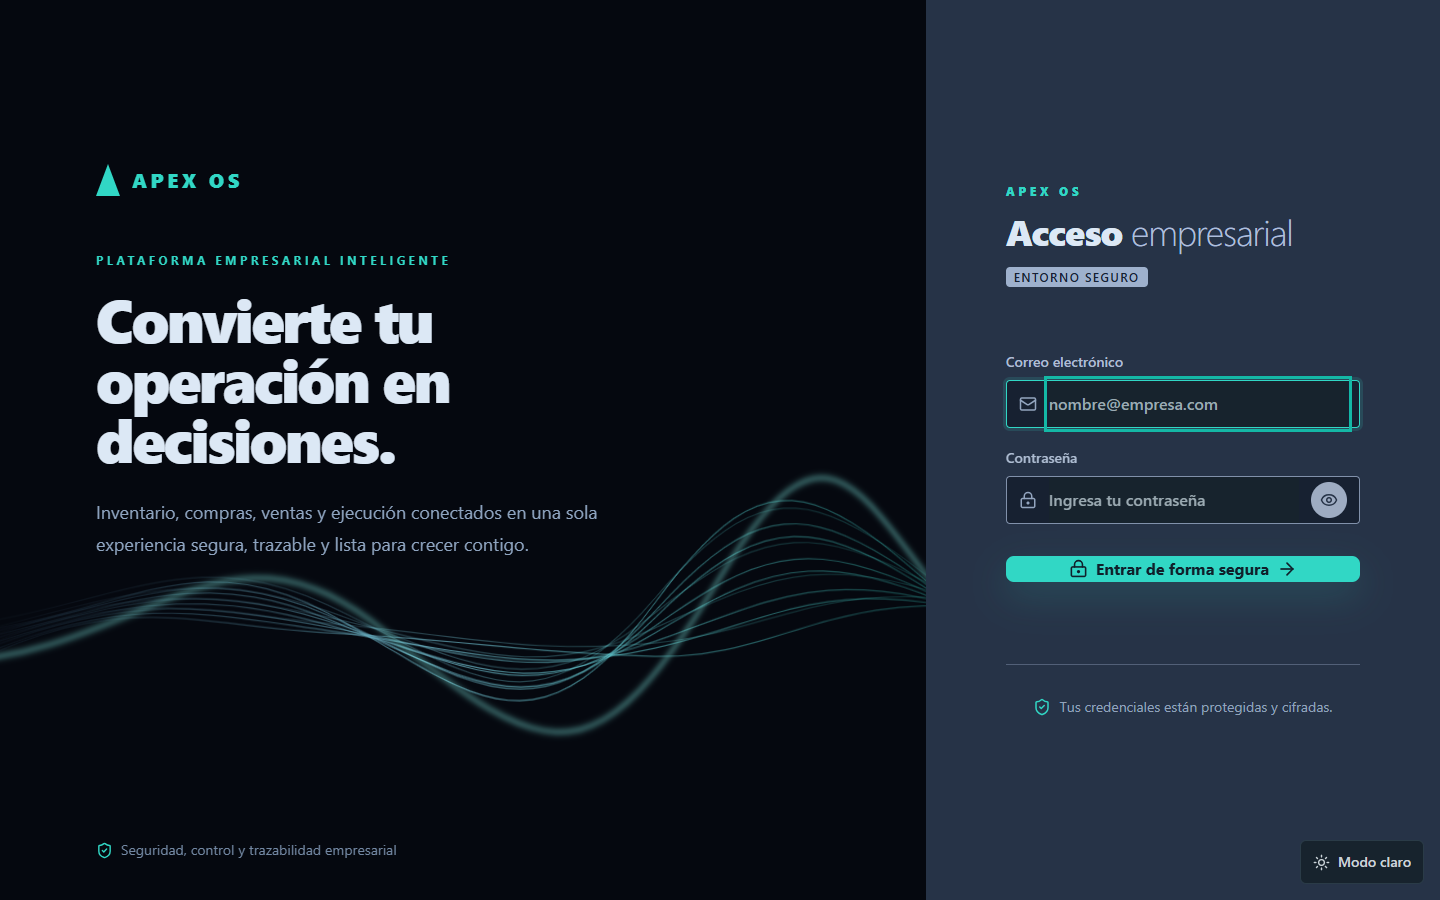 APEX OS
PLATAFORMA EMPRESARIAL INTELIGENTE
Convierte tu
operación en
decisiones.
Inventario, compras, ventas y ejecución conectados en una sola
experiencia segura, trazable y lista para crecer contigo.
Seguridad, control y trazabilidad empresarial
APEX OS
Acceso empresarial
ENTORNO SEGURO
Correo electrónico
nombre@empresa.com
Contraseña
Ingresa tu contraseña
Entrar de forma segura
Tus credenciales están protegidas y cifradas.
Modo claro